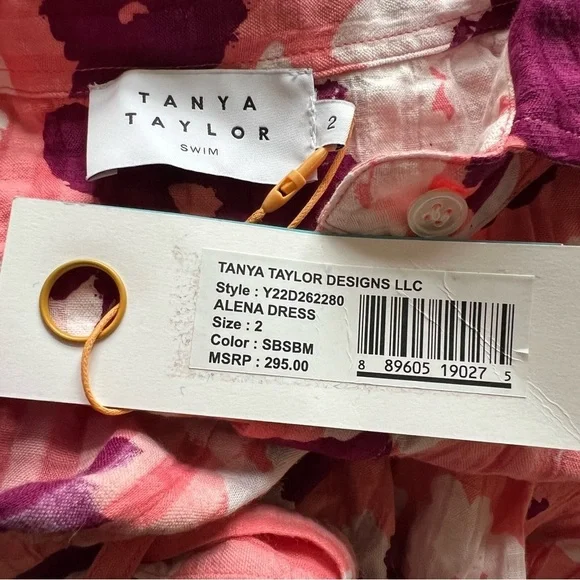 TANYA
TAYLOR
SWIM
2
TANYA TAYLOR DESIGNS LLC
Style : Y22D262280
ALENA DRESS
Size : 2
Color : SBSBM
MSRP : 295.00
8 89605 19027 5